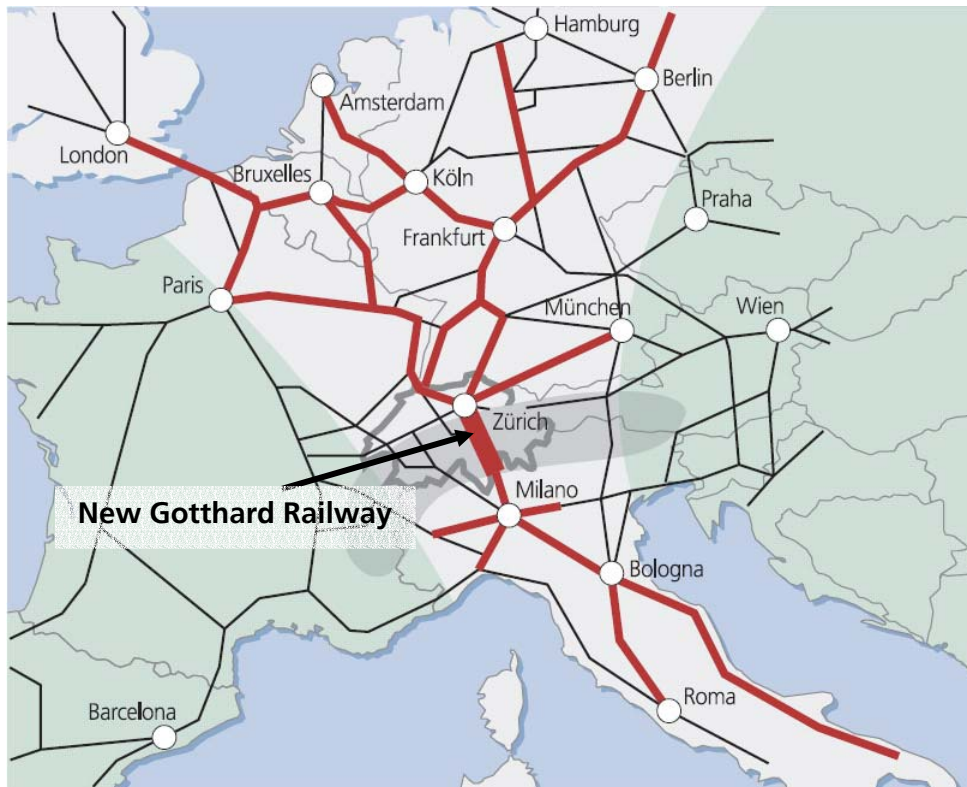 Hamburg
Berlin
Amsterdam
London
Bruxelles
Köln
Praha
Frankfurt
Paris
München
Wien
Zürich
New Gotthard Railway
Milano
Bologna
Roma
Barcelona